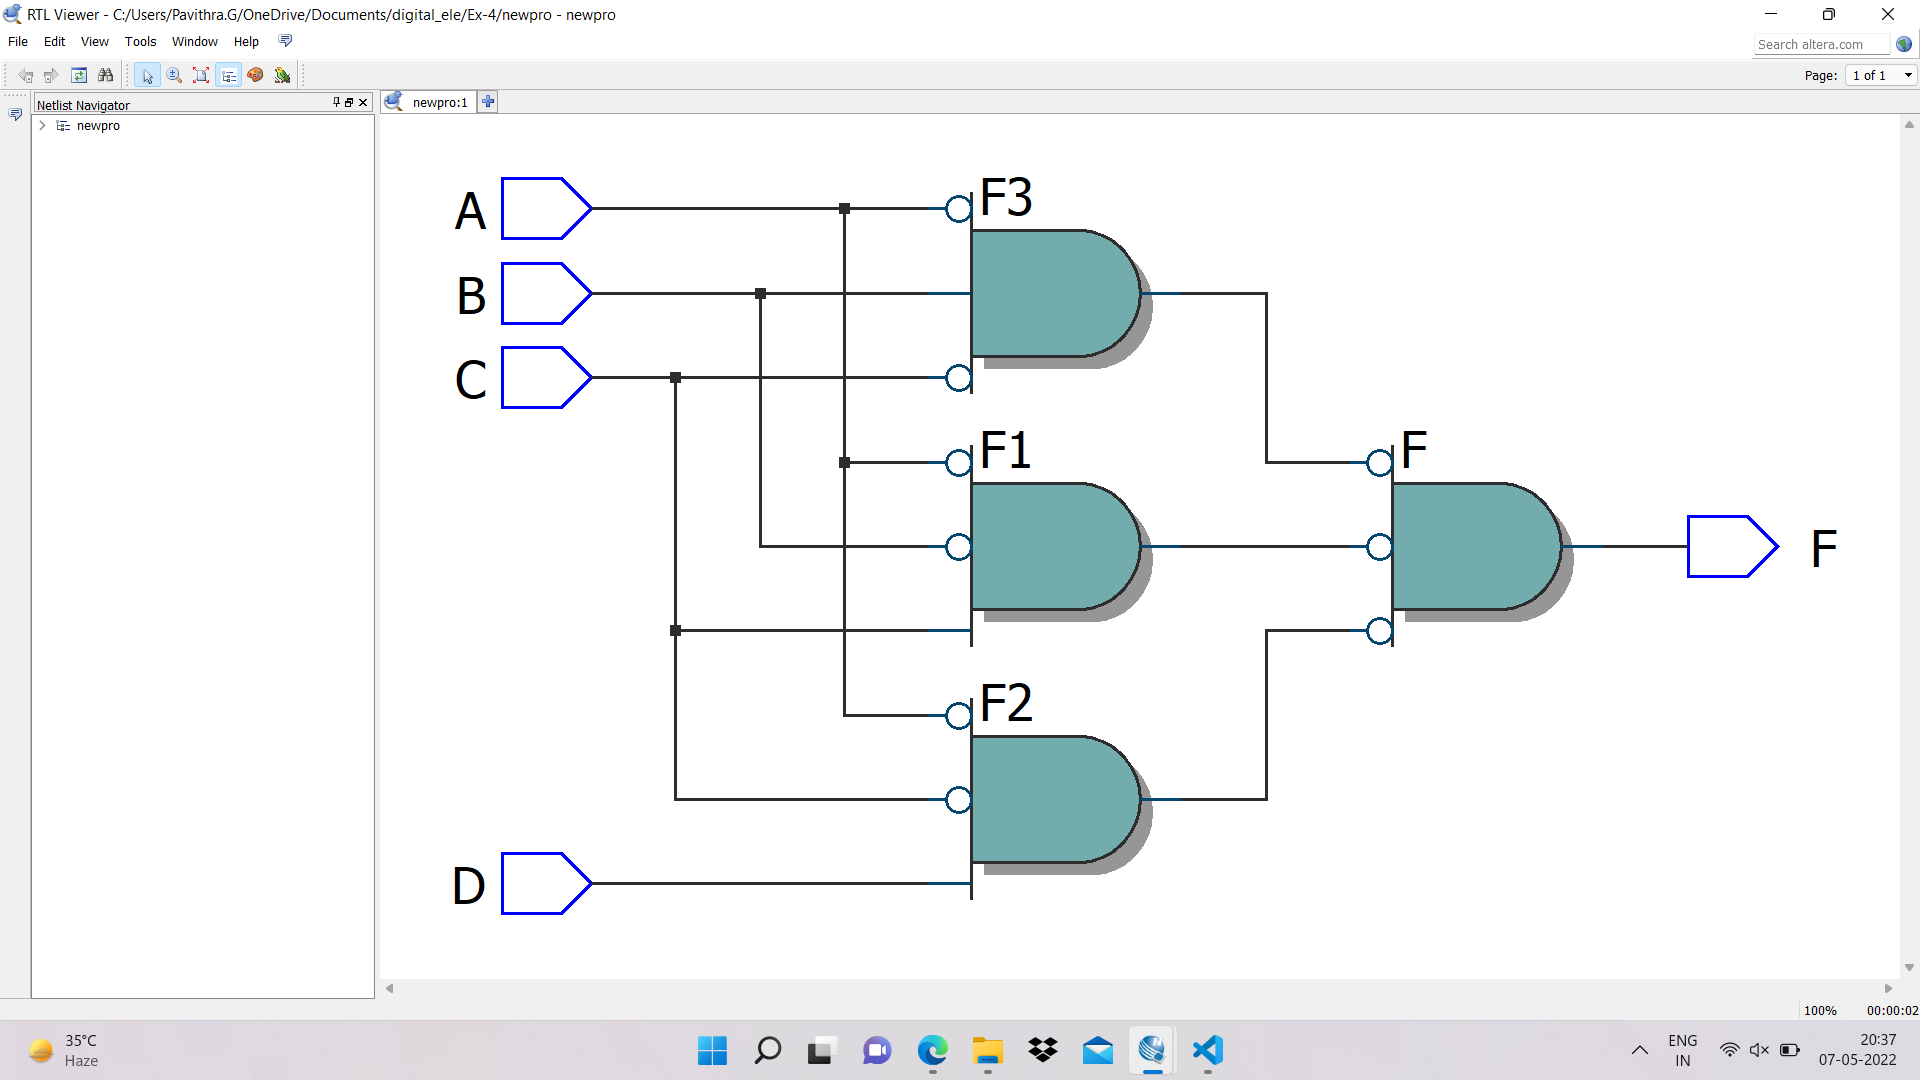 RTL Viewer - C:/Users/Pavithra.G/OneDrive/Documents/digital_ele/Ex-4/newpro - newpro
File Edit View Tools Window Help
Search altera.com
Page: 1 of 1
Netlist Navigator
newpro:1
newpro
A
B
C
D
F3
F1
F2
F
F
100% 00:00:02
35°C
Haze
ENG
IN
20:37
07-05-2022